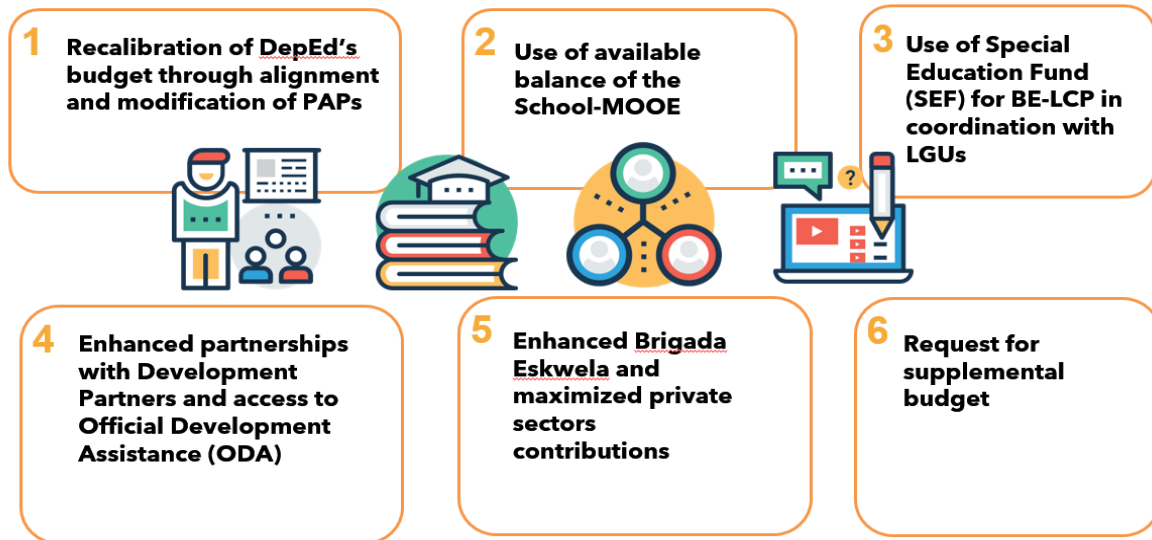 1
Recalibration of DepEd's
budget through alignment
and modification of PAPs
2
Use of available
balance of the
School-MOOE
3
Use of Special
Education Fund
(SEF) for BE-LCP in
coordination with
LGUs
?
4
Enhanced partnerships
with Development
Partners and access to
Official Development
Assistance (ODA)
5
Enhanced Brigada
Eskwela and
maximized private
sectors
contributions
6
Request for
supplemental
budget